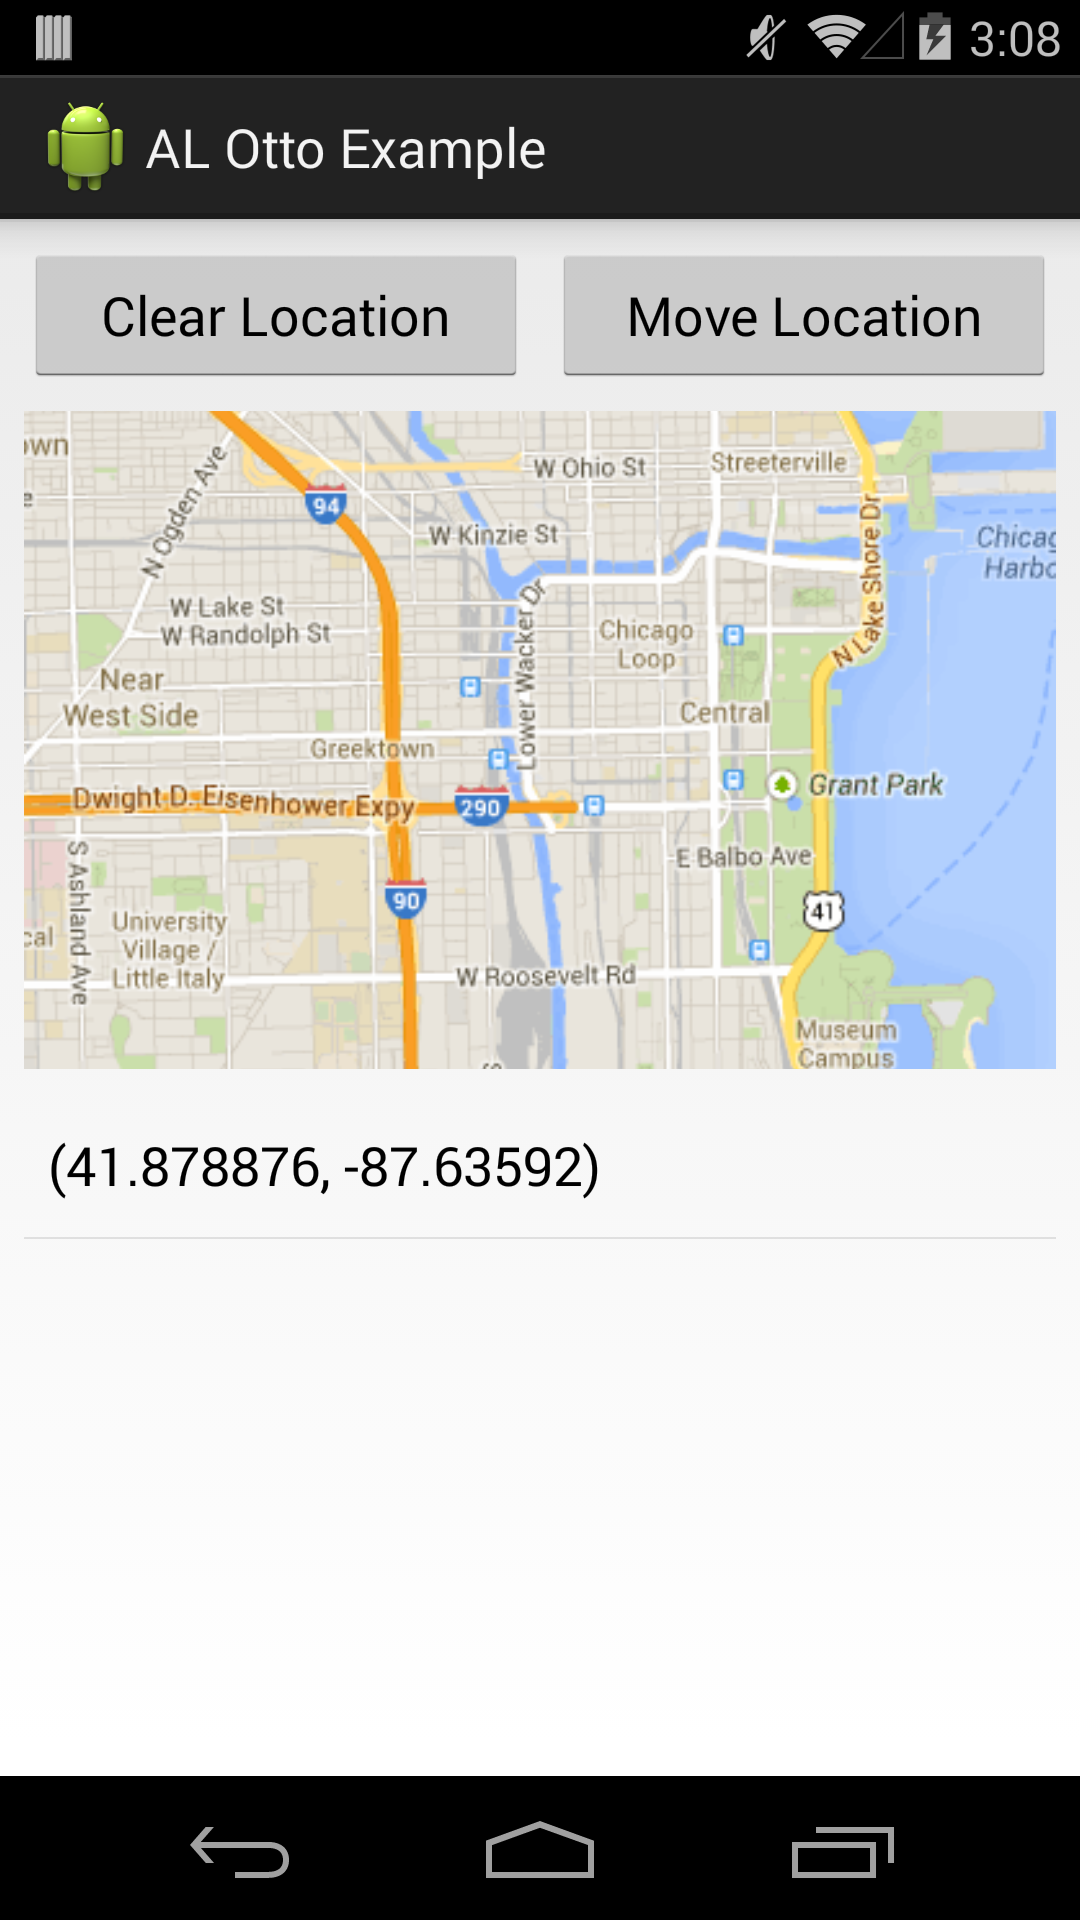 3:08
AL Otto Example
Clear Location
Move Location
own
N Ogden Ave
94
W Ohio St
Streeterville
W Kinzie St
N Lake Shore Dr
Chicag
Harbo
W Lake St
W Randolph St
Lower Wacker Dr
Chicago
Loop
Near
West Side
Central
Greektown
Dwight D. Eisenhower Expy
290
Grant Park
S Ashland Ave
E Balbo Ave
90
41
University
Village /
Little Italy
cal
W Roosevelt Rd
Museum
Campus
(41.878876, -87.63592)